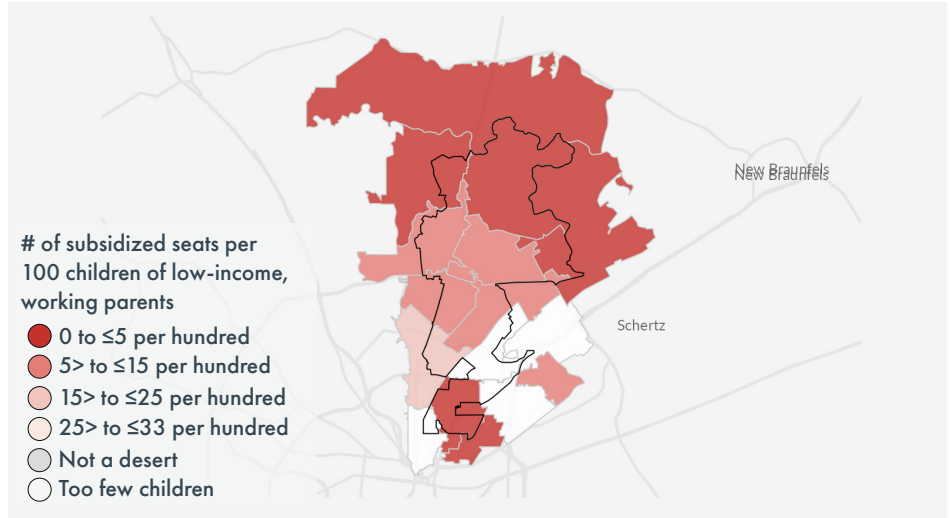 New Braunfels
New Braunfels
# of subsidized seats per
100 children of low-income,
working parents
0 to ≤5 per hundred
5> to ≤15 per hundred
15> to ≤25 per hundred
25> to ≤33 per hundred
Not a desert
Too few children
Schertz